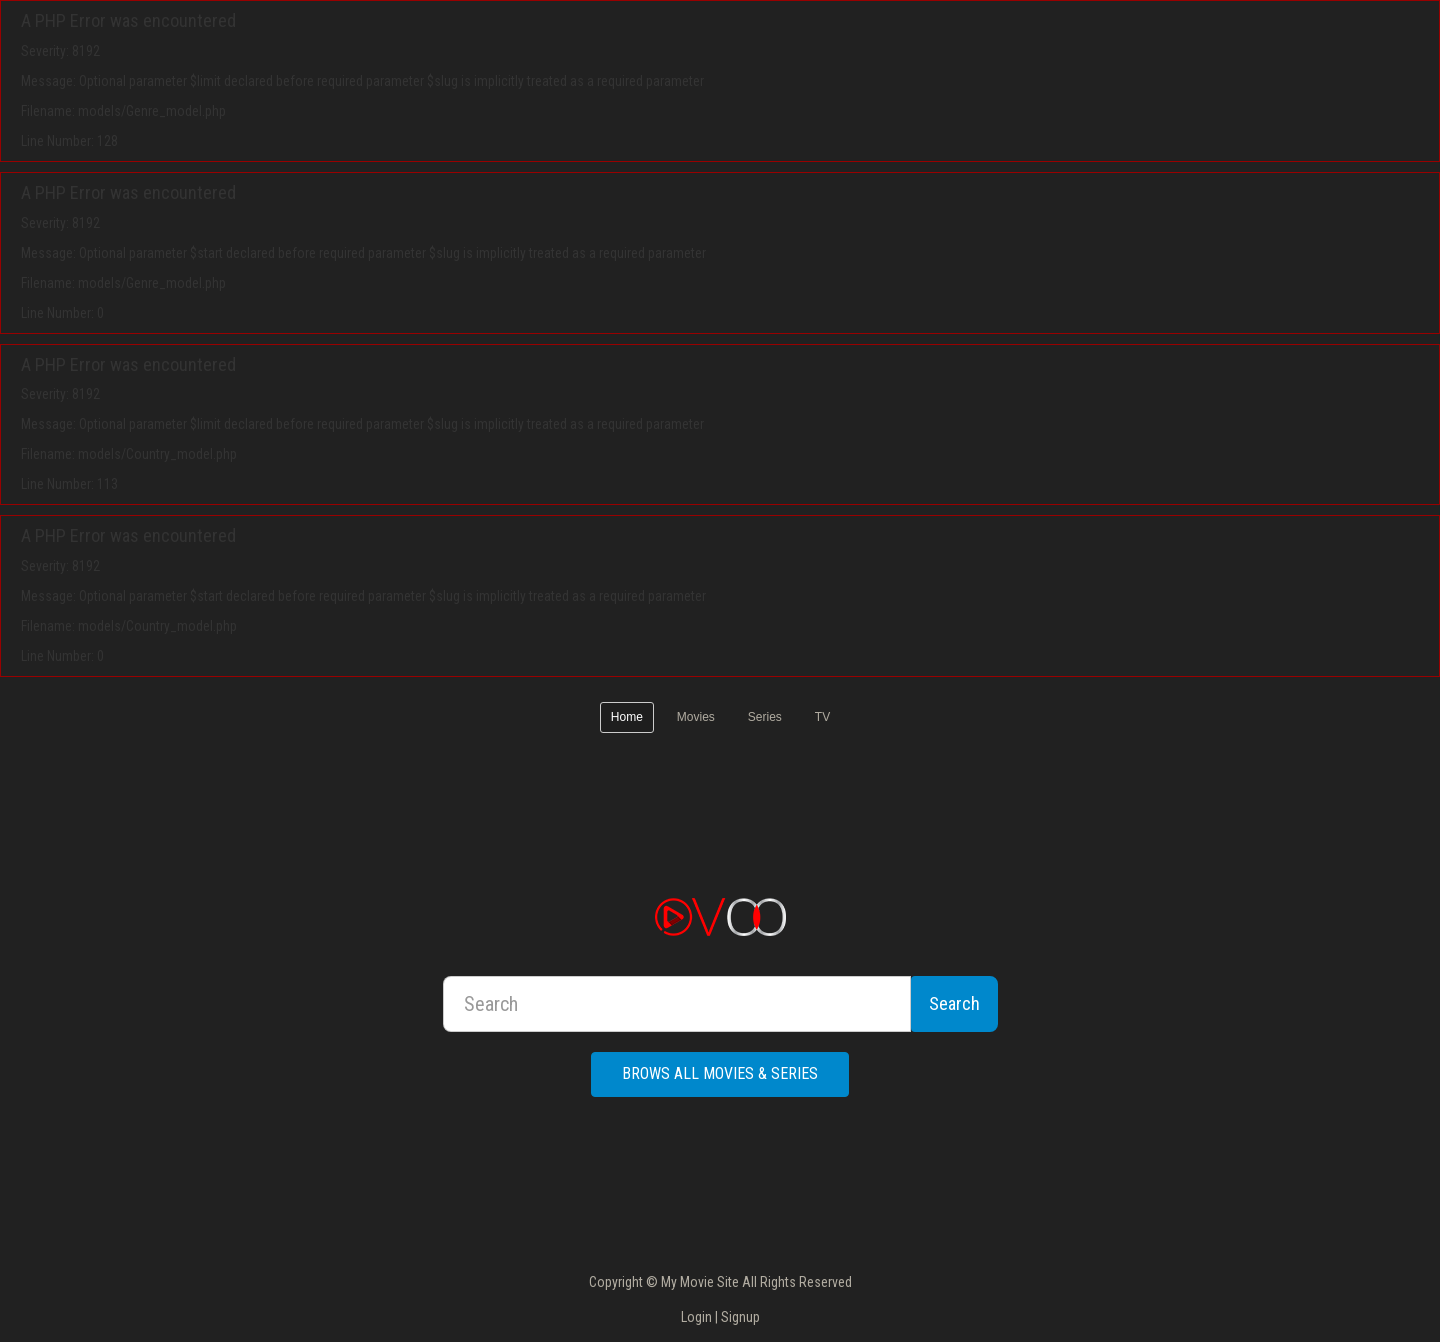 A PHP Error was encountered
Severity: 8192
Message: Optional parameter $limit declared before required parameter $slug is implicitly treated as a required parameter
Filename: models/Genre_model.php
Line Number: 128
A PHP Error was encountered
Severity: 8192
Message: Optional parameter $start declared before required parameter $slug is implicitly treated as a required parameter
Filename: models/Genre_model.php
Line Number: 0
A PHP Error was encountered
Severity: 8192
Message: Optional parameter $limit declared before required parameter $slug is implicitly treated as a required parameter
Filename: models/Country_model.php
Line Number: 113
A PHP Error was encountered
Severity: 8192
Message: Optional parameter $start declared before required parameter $slug is implicitly treated as a required parameter
Filename: models/Country_model.php
Line Number: 0
Home Movies Series TV
OVOO
Search Search
BROWS ALL MOVIES & SERIES
Copyright © My Movie Site All Rights Reserved
Login | Signup